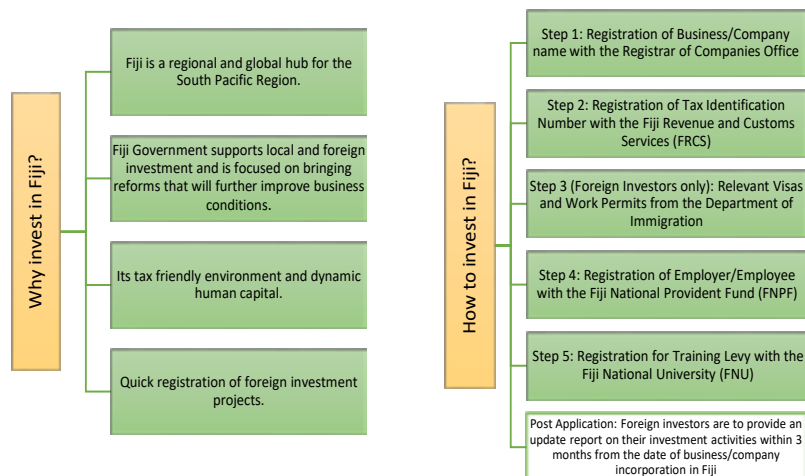 Why invest in Fiji?
Fiji is a regional and global hub for the
South Pacific Region.
Fiji Government supports local and foreign
investment and is focused on bringing
reforms that will further improve business
conditions.
Its tax friendly environment and dynamic
human capital.
Quick registration of foreign investment
projects.
How to invest in Fiji?
Step 1: Registration of Business/Company
name with the Registrar of Companies Office
Step 2: Registration of Tax Identification
Number with the Fiji Revenue and Customs
Services (FRCS)
Step 3 (Foreign Investors only): Relevant Visas
and Work Permits from the Department of
Immigration
Step 4: Registration of Employer/Employee
with the Fiji National Provident Fund (FNPF)
Step 5: Registration for Training Levy with the
Fiji National University (FNU)
Post Application: Foreign investors are to provide an
update report on their investment activities within 3
months from the date of business/company
incorporation in Fiji